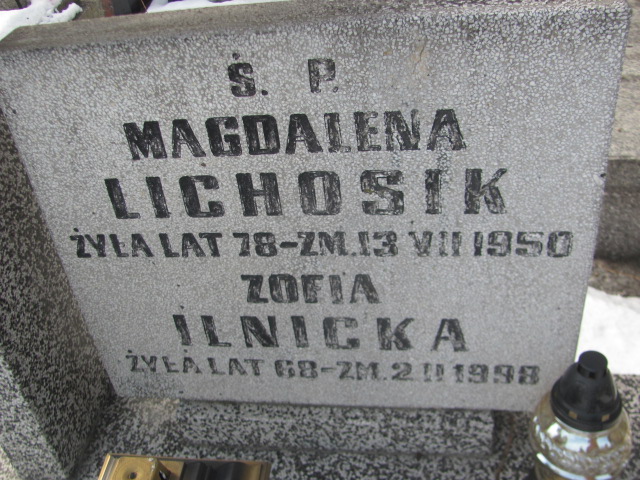 Ś. P.
MAGDALENA
LICHOSIK
ŻYŁA LAT 78-ZM.13 VII 1950
ZOFIA
ILNICKA
ŻYŁA LAT 68-ZM.2 II 1998